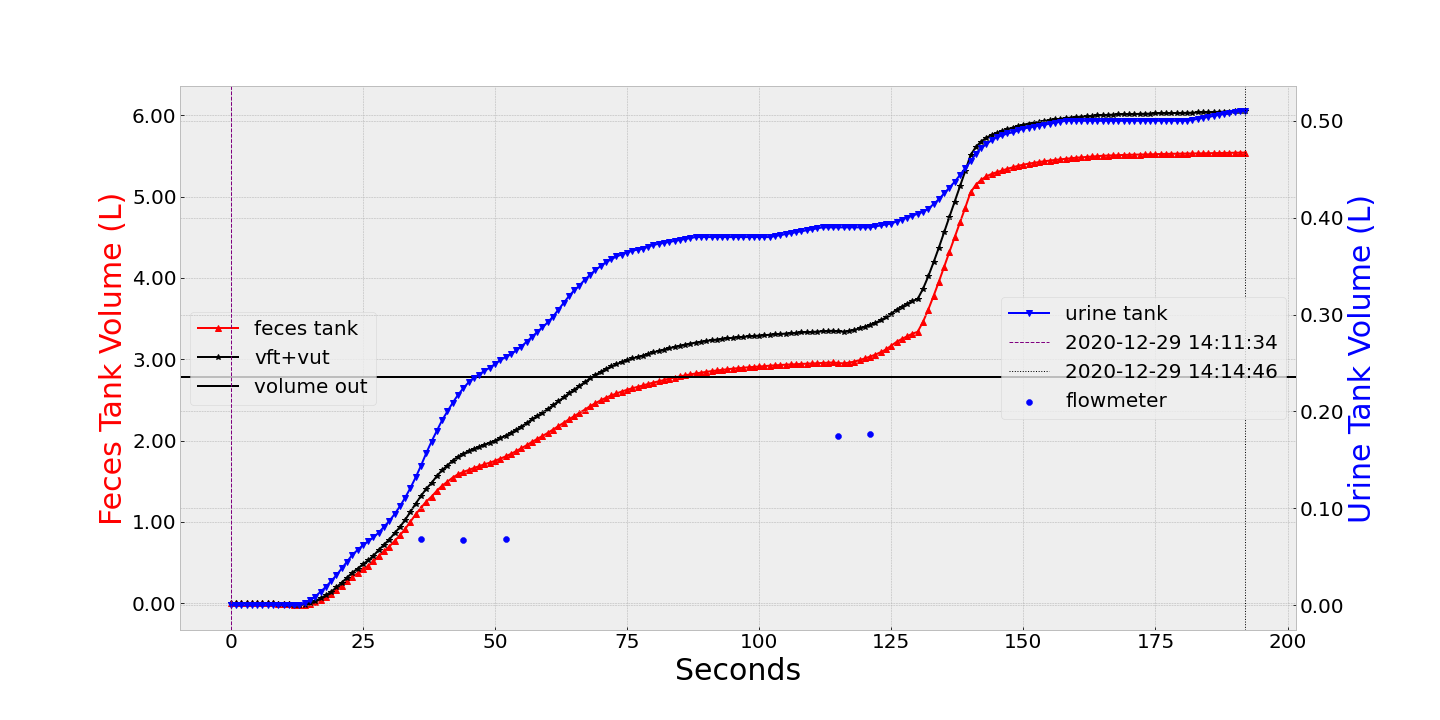 6.00
5.00
4.00
3.00
2.00
1.00
0.00
Feces Tank Volume (L)
feces tank
vft+vut
volume out
urine tank
2020-12-29 14:11:34
2020-12-29 14:14:46
flowmeter
0.50
0.40
0.30
0.20
0.10
0.00
Urine Tank Volume (L)
0 25 50 75 100 125 150 175 200
Seconds